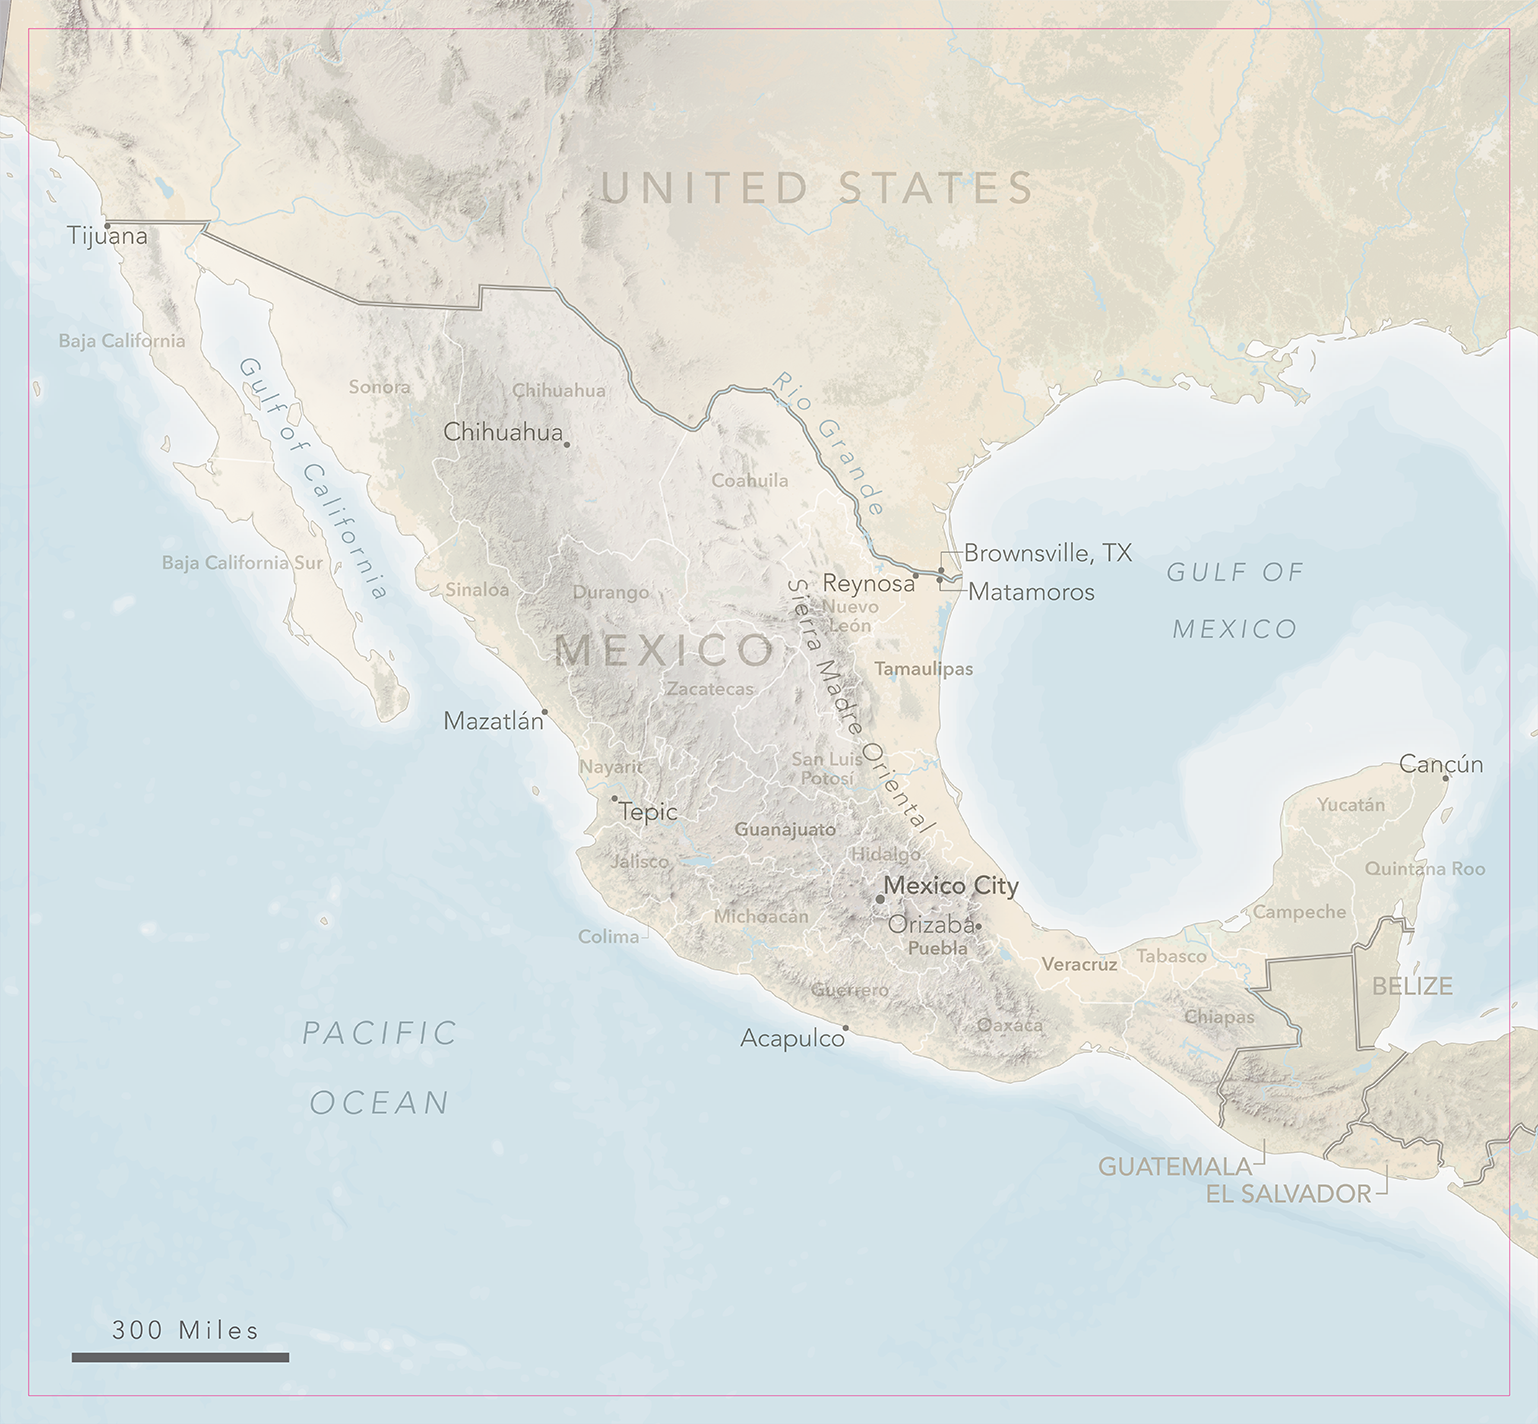 UNITED STATES
Tijuana
Baja California
Gulf of California
Sonora
Chihuahua
Chihuahua
Rio Grande
Coahuila
Brownsville, TX
Baja California Sur
Sinaloa
Durango
Reynosa
Matamoros
Nuevo
León
GULF OF
MEXICO
Sierra Madre Oriental
MEXICO
Tamaulipas
Zacatecas
Mazatlán
Nayarit
San Luis
Potosí
Cancún
Tepic
Yucatán
Guanajuato
Jalisco
Hidalgo
Quintana Roo
Mexico City
Michoacán
Orizaba
Campeche
Colima
Puebla
Veracruz
Tabasco
Guerrero
BELIZE
Oaxaca
Chiapas
Acapulco
PACIFIC
OCEAN
GUATEMALA
EL SALVADOR
300 Miles